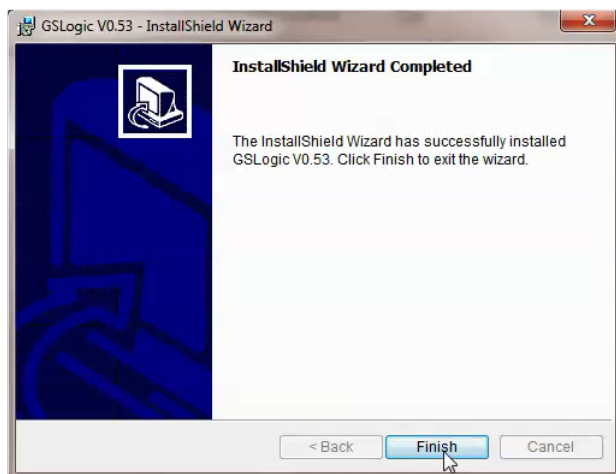 GSLogic V0.53 - InstallShield Wizard
InstallShield Wizard Completed
The InstallShield Wizard has successfully installed
GSLogic V0.53. Click Finish to exit the wizard.
< Back
Finish
Cancel